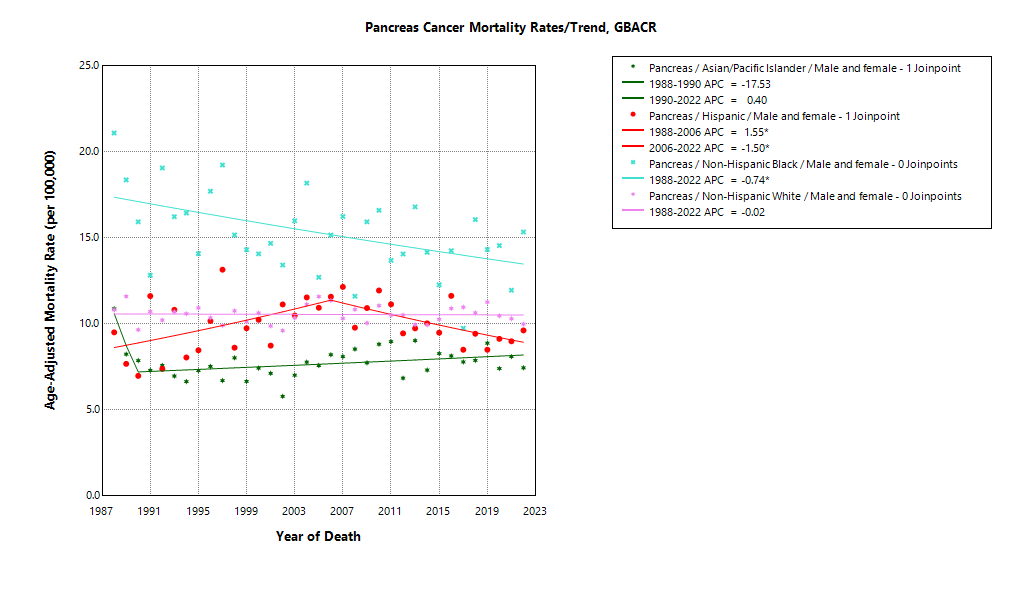 Pancreas Cancer Mortality Rates/Trend, GBACR
Age-Adjusted Mortality Rate (per 100,000)
25.0
20.0
15.0
10.0
5.0
0.0
1987 1991 1995 1999 2003 2007 2011 2015 2019 2023
Year of Death
Pancreas / Asian/Pacific Islander / Male and female - 1 Joinpoint
1988-1990 APC = -17.53
1990-2022 APC = 0.40
Pancreas / Hispanic / Male and female - 1 Joinpoint
1988-2006 APC = 1.55*
2006-2022 APC = -1.50*
Pancreas / Non-Hispanic Black / Male and female - 0 Joinpoints
1988-2022 APC = -0.74*
Pancreas / Non-Hispanic White / Male and female - 0 Joinpoints
1988-2022 APC = -0.02